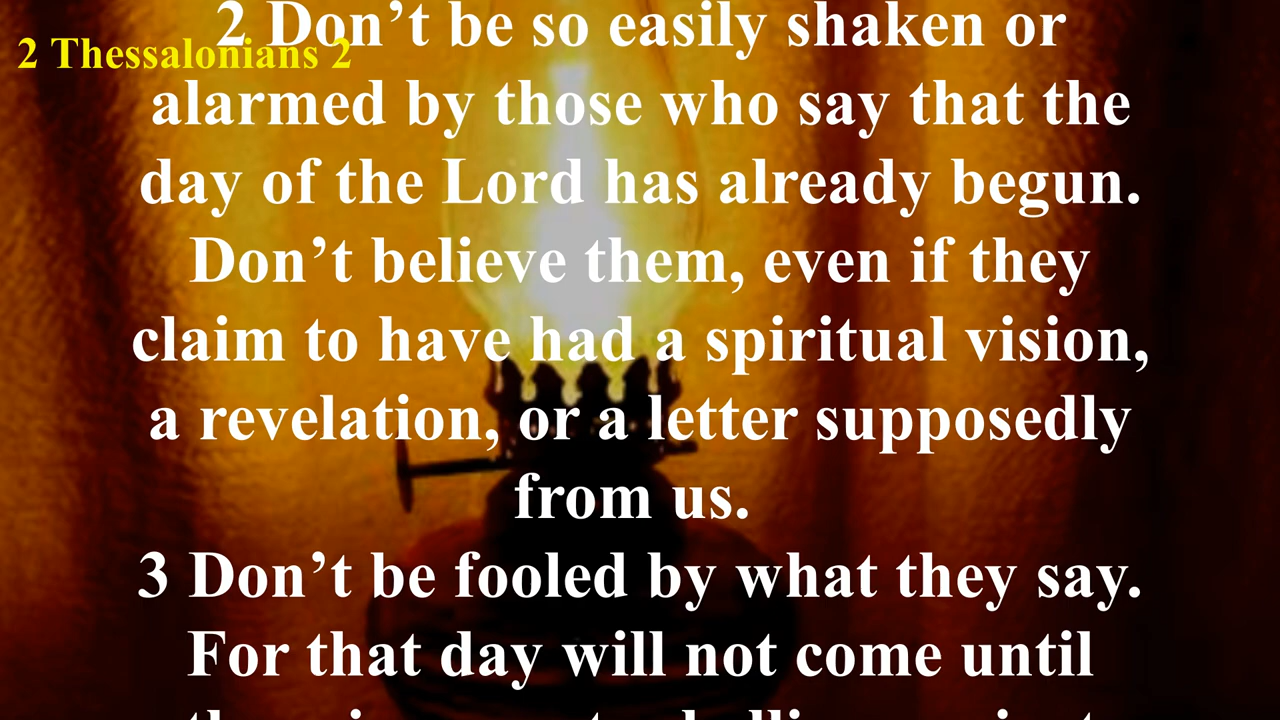 2 Don’t be so easily shaken or
2 Thessalonians 2
alarmed by those who say that the
day of the Lord has already begun.
Don’t believe them, even if they
claim to have had a spiritual vision,
a revelation, or a letter supposedly
from us.
3 Don’t be fooled by what they say.
For that day will not come until